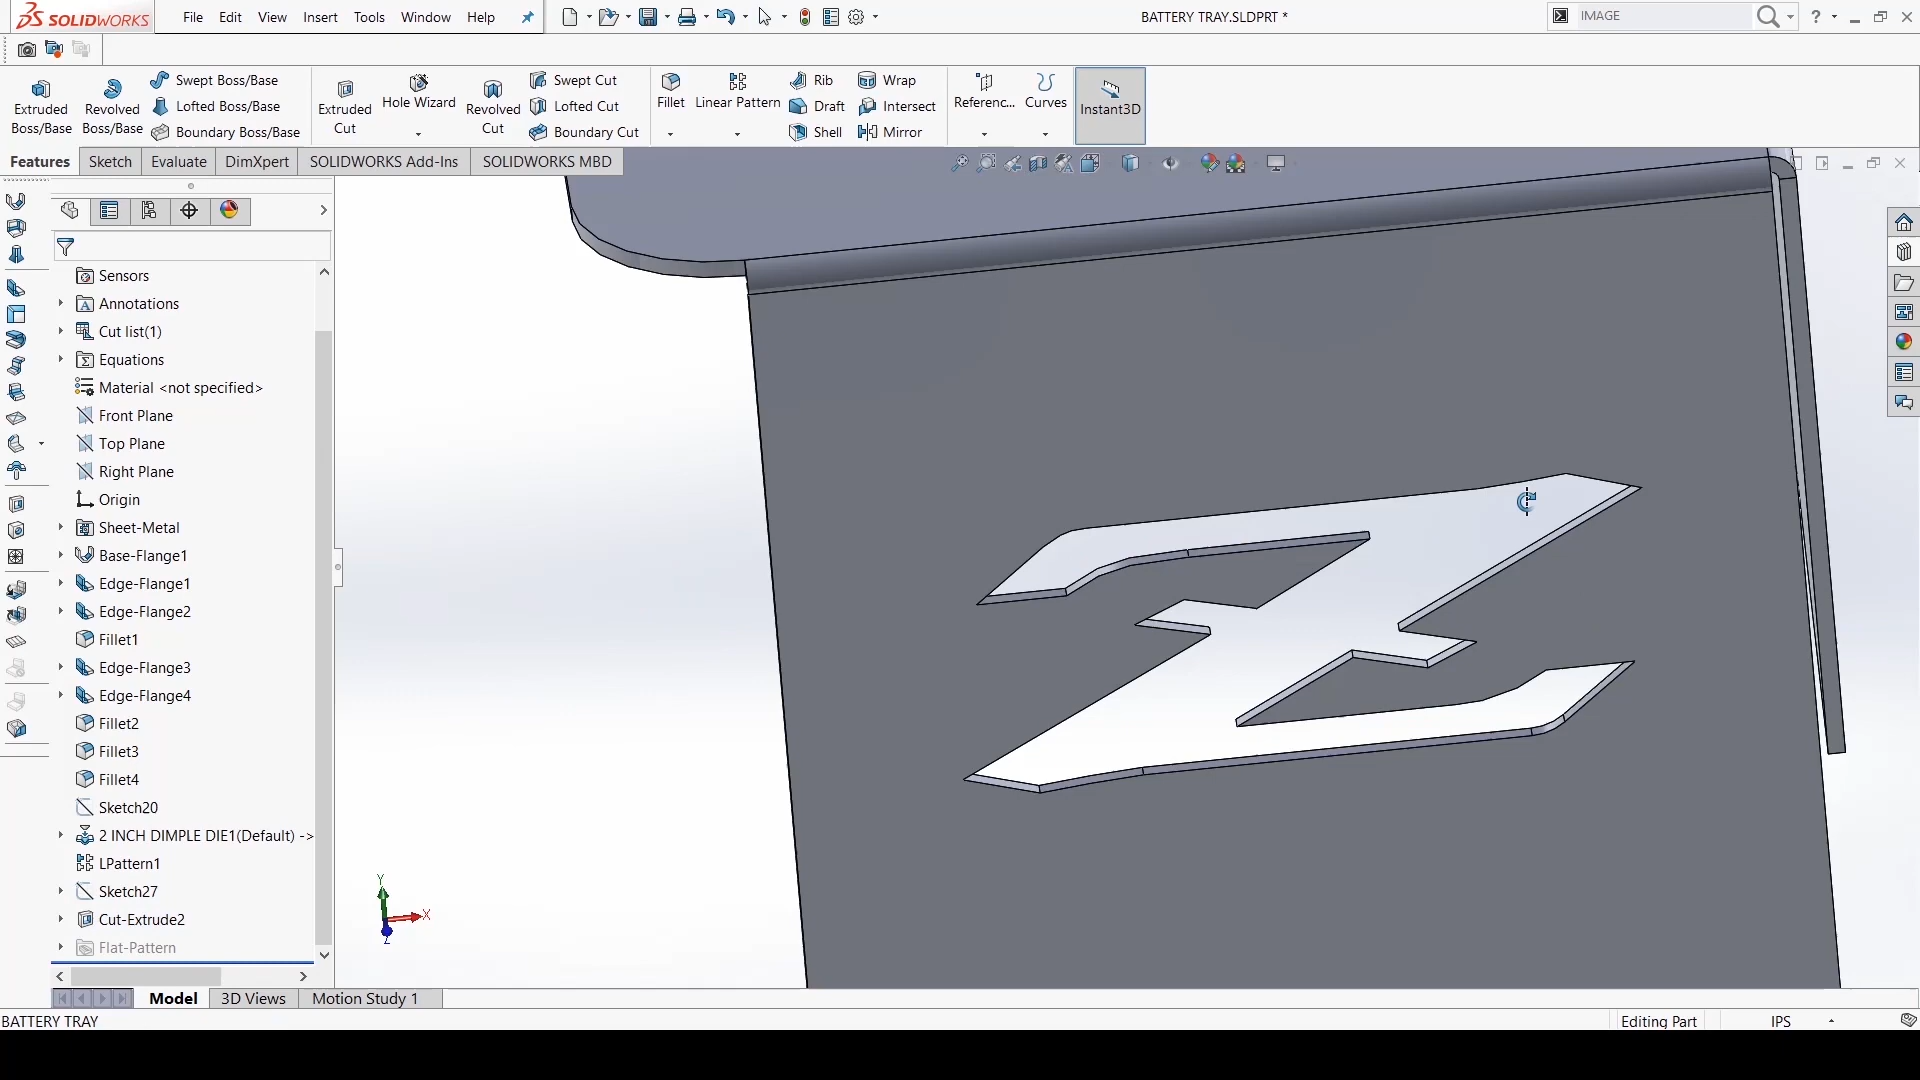 SOLIDWORKS File Edit View Insert Tools Window Help BATTERY TRAY.SLDPRT * IMAGE ?
Extruded Boss/Base
Revolved Boss/Base
Swept Boss/Base
Lofted Boss/Base
Boundary Boss/Base
Extruded Cut
Hole Wizard
Revolved Cut
Swept Cut
Lofted Cut
Boundary Cut
Fillet
Linear Pattern
Rib
Draft
Shell
Wrap
Intersect
Mirror
Referenc...
Curves
Instant3D
Features Sketch Evaluate DimXpert SOLIDWORKS Add-Ins SOLIDWORKS MBD
Sensors
Annotations
Cut list(1)
Equations
Material <not specified>
Front Plane
Top Plane
Right Plane
Origin
Sheet-Metal
Base-Flange1
Edge-Flange1
Edge-Flange2
Fillet1
Edge-Flange3
Edge-Flange4
Fillet2
Fillet3
Fillet4
Sketch20
2 INCH DIMPLE DIE1(Default) ->
LPattern1
Sketch27
Cut-Extrude2
Flat-Pattern
Y
X
Z
Model 3D Views Motion Study 1
BATTERY TRAY Editing Part IPS